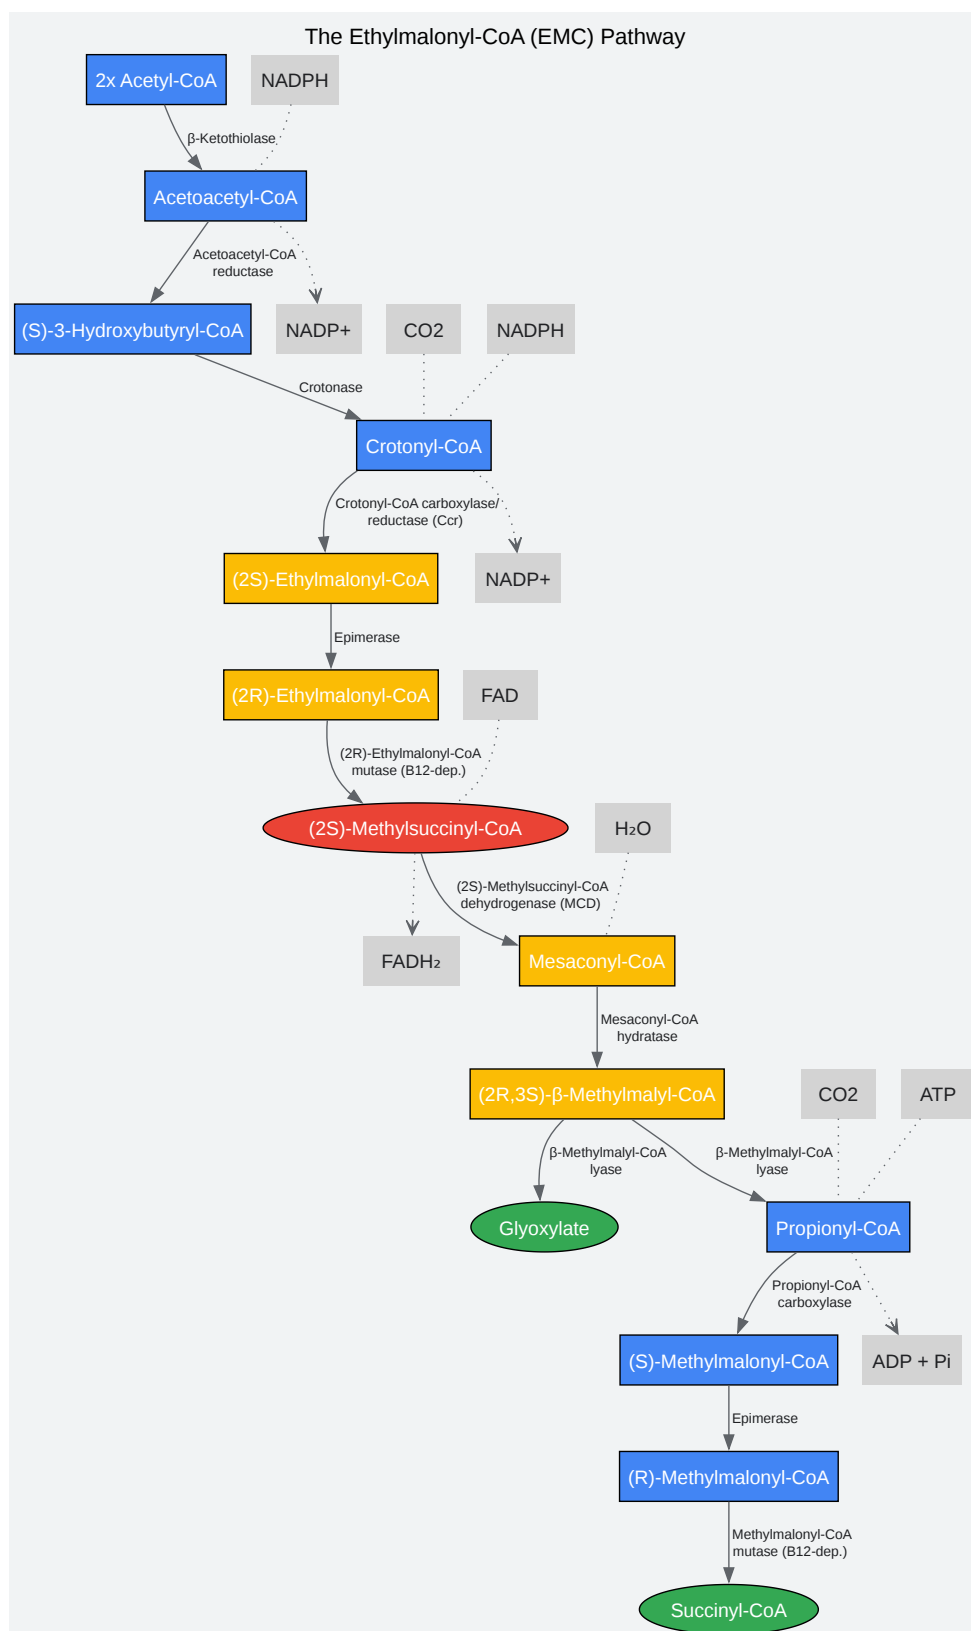 The Ethylmalonyl-CoA (EMC) Pathway
2x Acetyl-CoA
NADPH
β-Ketothiolase
Acetoacetyl-CoA
Acetoacetyl-CoA
reductase
(S)-3-Hydroxybutyryl-CoA
NADP+
CO2
NADPH
Crotonase
Crotonyl-CoA
Crotonyl-CoA carboxylase/
reductase (Ccr)
(2S)-Ethylmalonyl-CoA
NADP+
Epimerase
(2R)-Ethylmalonyl-CoA
FAD
(2R)-Ethylmalonyl-CoA
mutase (B12-dep.)
(2S)-Methylsuccinyl-CoA
H₂O
(2S)-Methylsuccinyl-CoA
dehydrogenase (MCD)
FADH₂
Mesaconyl-CoA
Mesaconyl-CoA
hydratase
(2R,3S)-β-Methylmalyl-CoA
CO2
ATP
β-Methylmalyl-CoA
lyase
β-Methylmalyl-CoA
lyase
Glyoxylate
Propionyl-CoA
Propionyl-CoA
carboxylase
(S)-Methylmalonyl-CoA
ADP + Pi
Epimerase
(R)-Methylmalonyl-CoA
Methylmalonyl-CoA
mutase (B12-dep.)
Succinyl-CoA